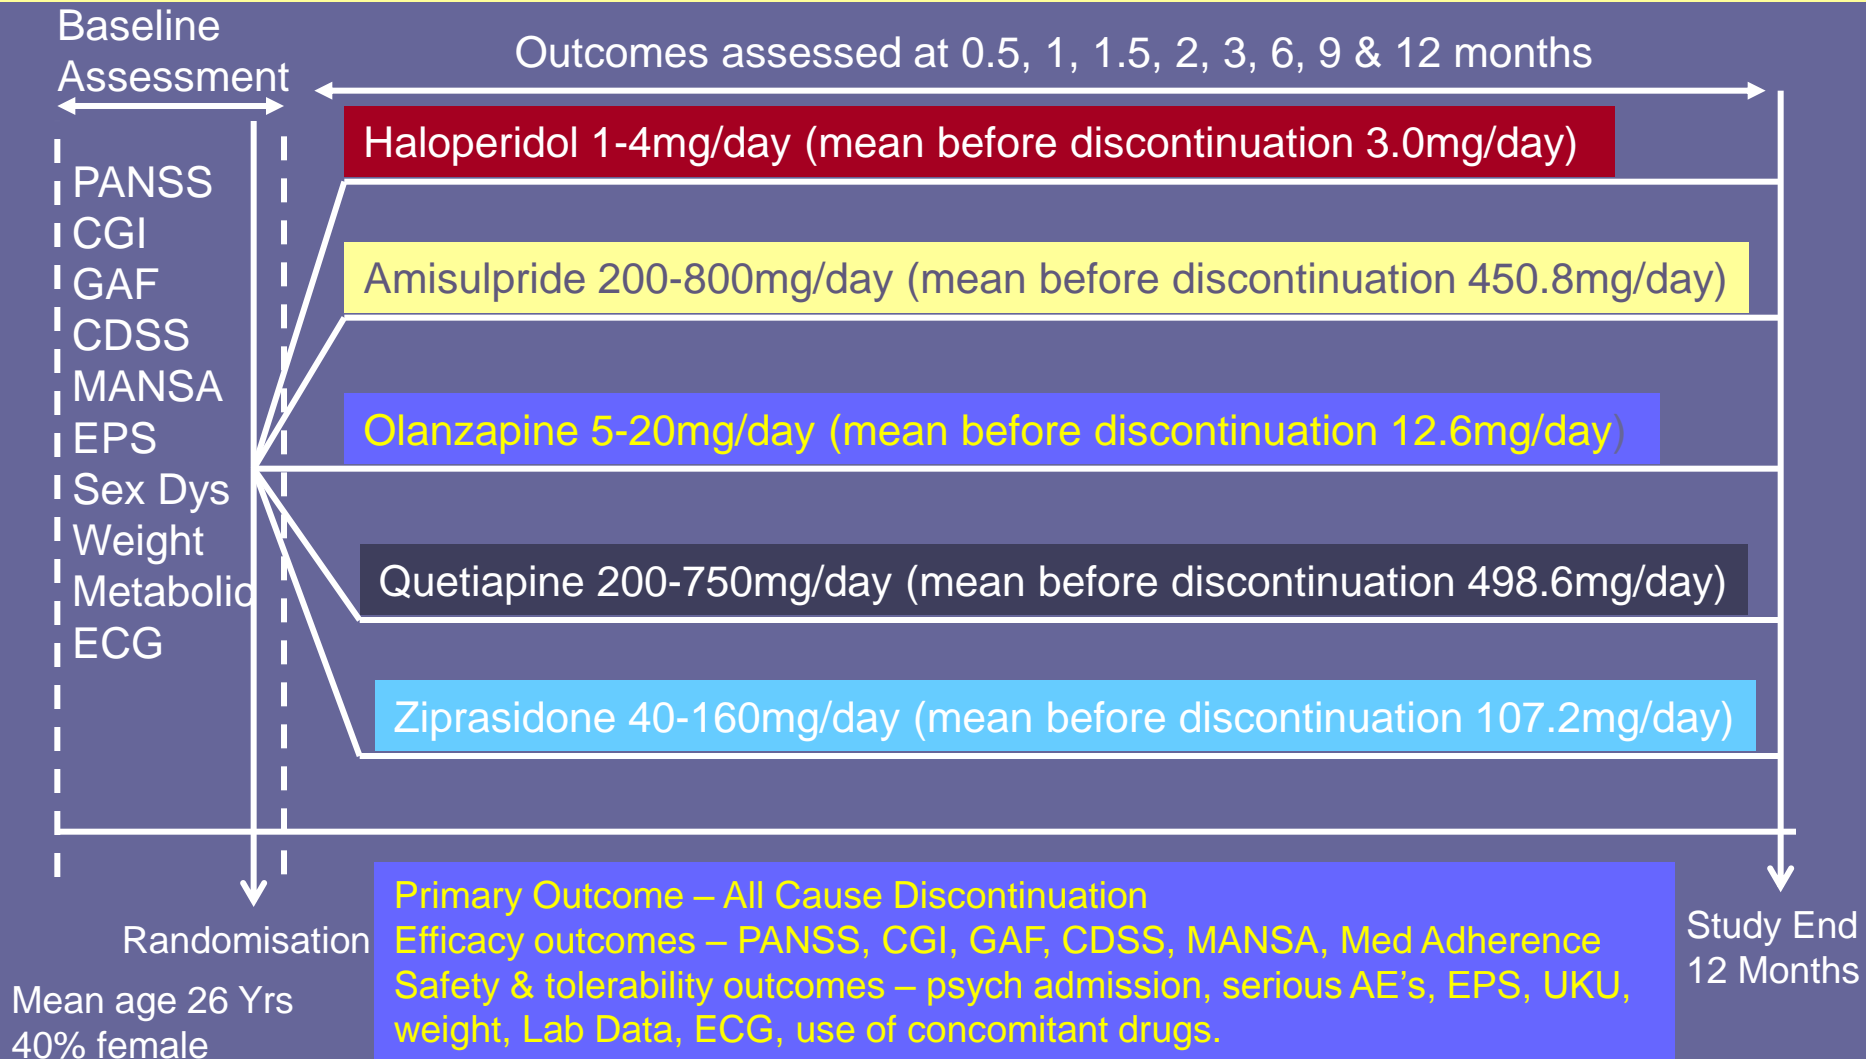 Baseline
Assessment
Outcomes assessed at 0.5, 1, 1.5, 2, 3, 6, 9 & 12 months
PANSS
CGI
GAF
CDSS
MANSA
EPS
Sex Dys
Weight
Metabolic
ECG
Haloperidol 1-4mg/day (mean before discontinuation 3.0mg/day)
Amisulpride 200-800mg/day (mean before discontinuation 450.8mg/day)
Olanzapine 5-20mg/day (mean before discontinuation 12.6mg/day)
Quetiapine 200-750mg/day (mean before discontinuation 498.6mg/day)
Ziprasidone 40-160mg/day (mean before discontinuation 107.2mg/day)
Randomisation
Mean age 26 Yrs
40% female
Primary Outcome – All Cause Discontinuation
Efficacy outcomes – PANSS, CGI, GAF, CDSS, MANSA, Med Adherence
Safety & tolerability outcomes – psych admission, serious AE's, EPS, UKU,
weight, Lab Data, ECG, use of concomitant drugs.
Study End
12 Months